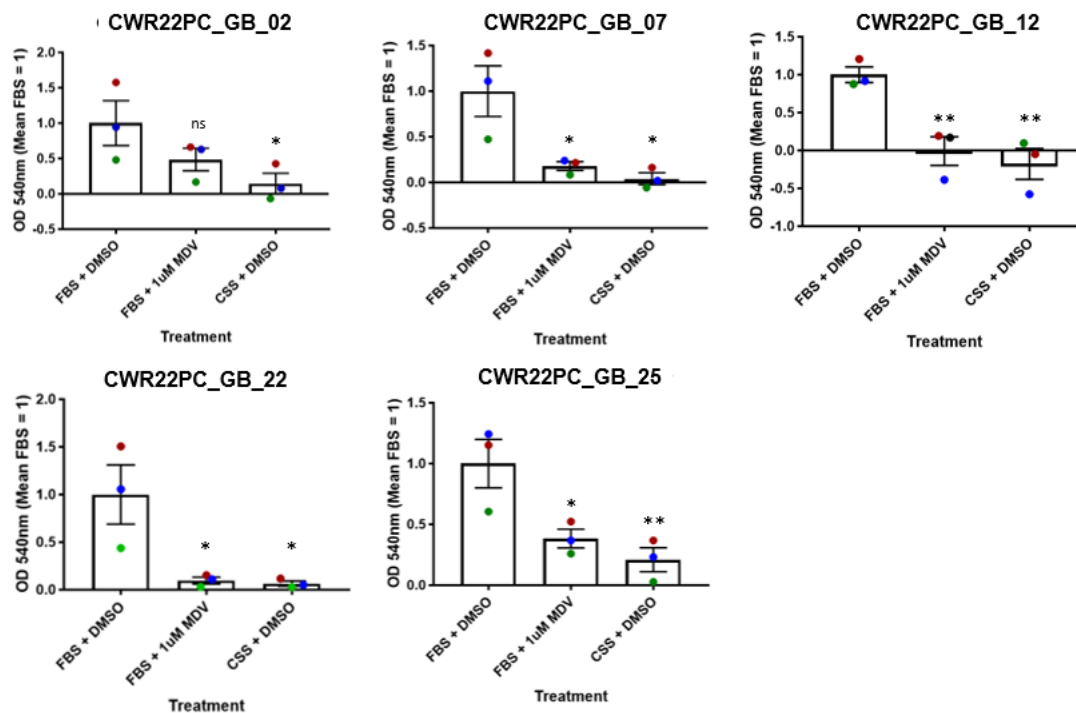 CWR22PC_GB_02
OD 540nm (Mean FBS = 1)
2.0
1.5
1.0
0.5
0.0
-0.5
ns
*
FBS + DMSO
FBS + 1uM MDV
CSS + DMSO
Treatment
CWR22PC_GB_07
OD 540nm (Mean FBS = 1)
1.5
1.0
0.5
0.0
-0.5
*
*
FBS + DMSO
FBS + 1uM MDV
CSS + DMSO
Treatment
CWR22PC_GB_12
OD 540nm (Mean FBS = 1)
1.5
1.0
0.5
0.0
-0.5
-1.0
**
**
FBS + DMSO
FBS + 1uM MDV
CSS + DMSO
Treatment
CWR22PC_GB_22
OD 540nm (Mean FBS = 1)
2.0
1.5
1.0
0.5
0.0
*
*
FBS + DMSO
FBS + 1uM MDV
CSS + DMSO
Treatment
CWR22PC_GB_25
OD 540nm (Mean FBS = 1)
1.5
1.0
0.5
0.0
*
**
FBS + DMSO
FBS + 1uM MDV
CSS + DMSO
Treatment